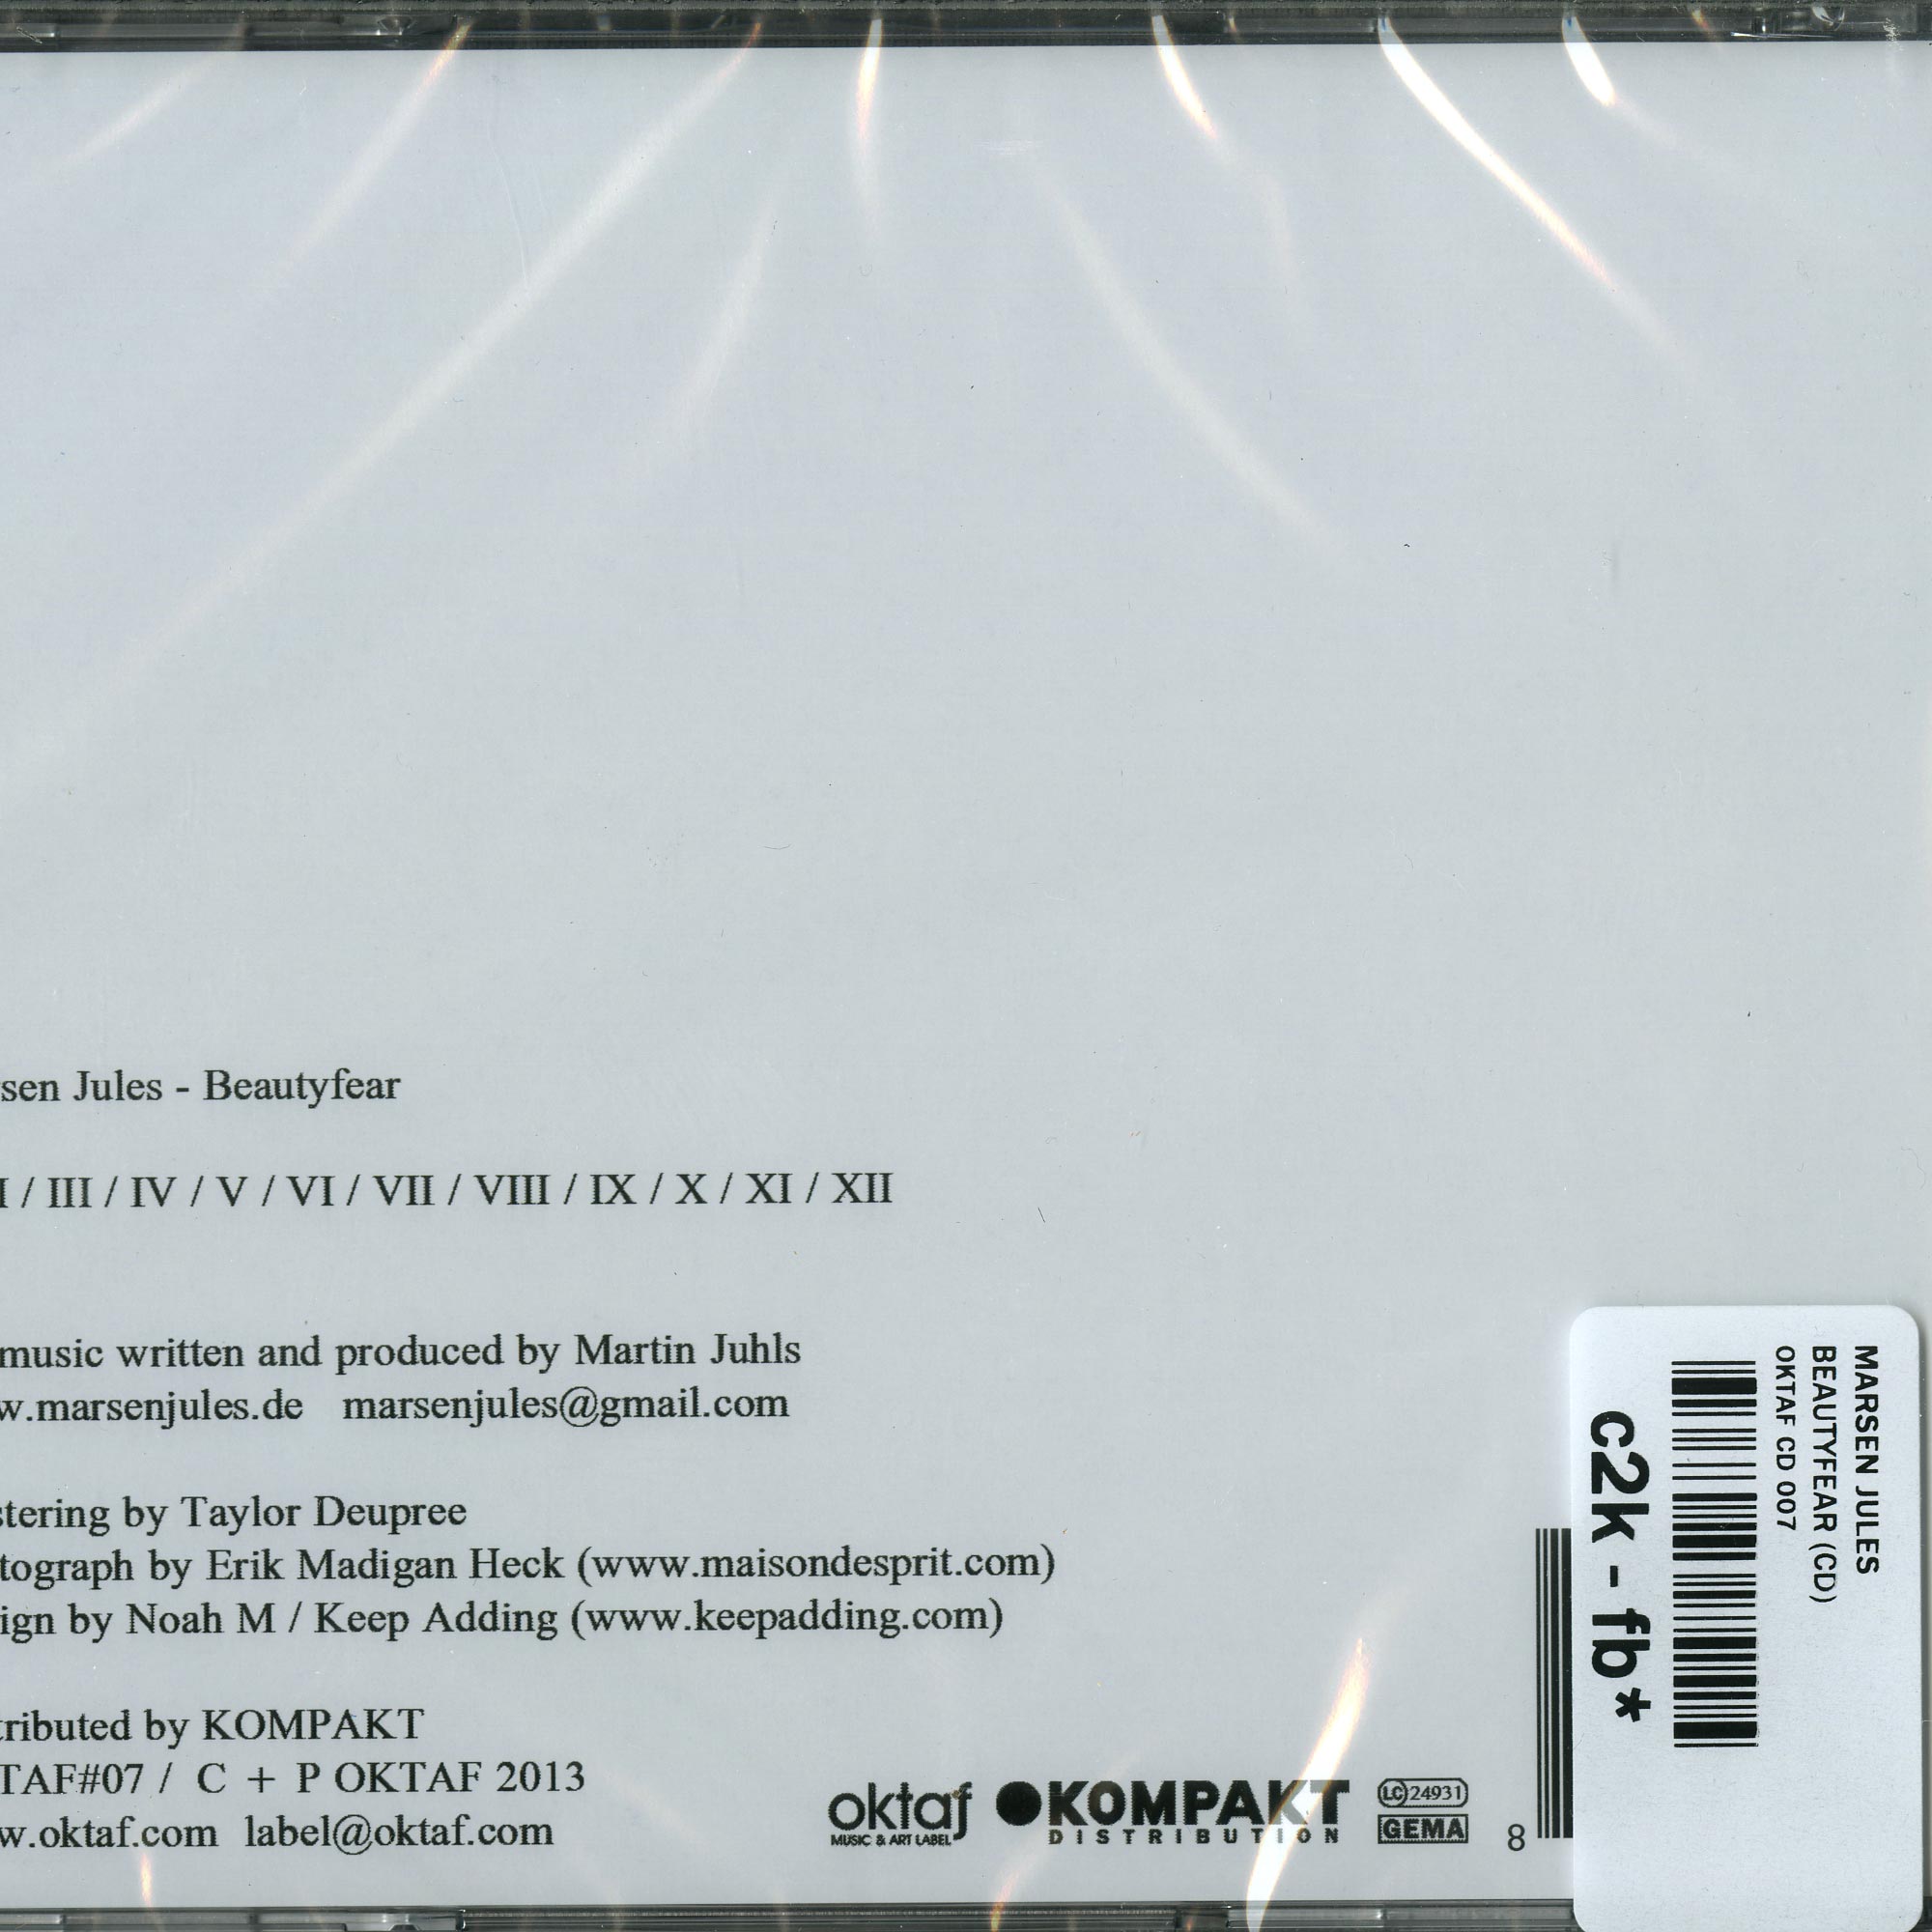 sen Jules - Beautyfear
I / III / IV / V / VI / VII / VIII / IX / X / XI / XII
music written and produced by Martin Juhls
w.marsenjules.de marsenjules@gmail.com
stering by Taylor Deupree
tograph by Erik Madigan Heck (www.maisondesprit.com)
ign by Noah M / Keep Adding (www.keepadding.com)
tributed by KOMPAKT
TAF#07 / C + P OKTAF 2013
w.oktaf.com label@oktaf.com
oktaf
MUSIC & ART LABEL
KOMPAKT
DISTRIBUTION
LC 24931
GEMA
8
MARSEN JULES
BEAUTYFEAR (CD)
OKTAF CD 007
c2k - fb*